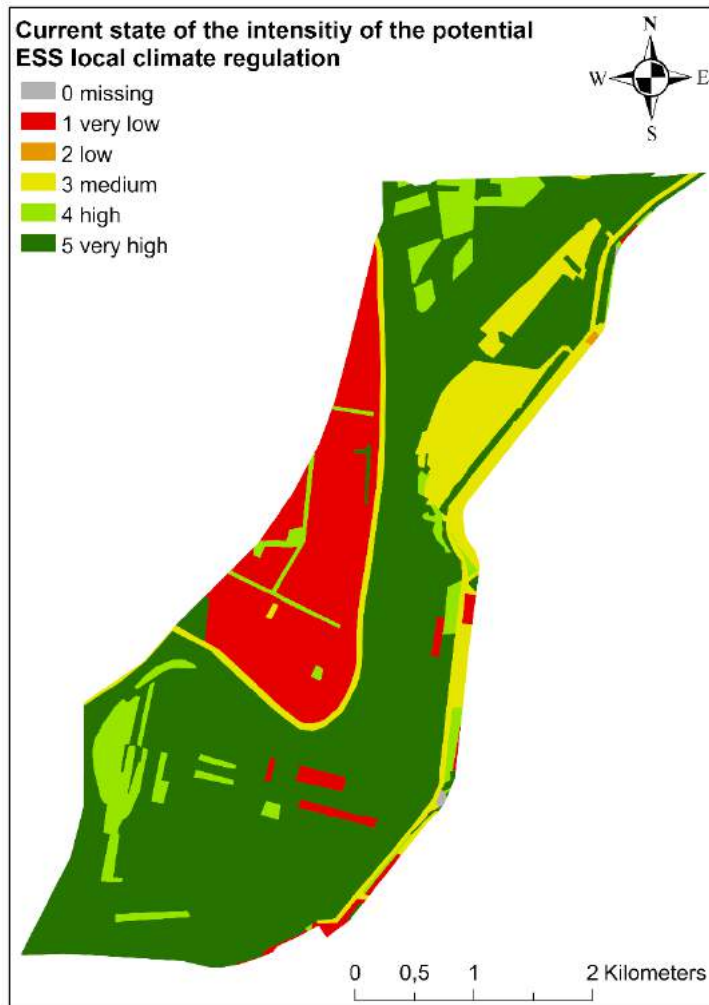 Current state of the intensitiy of the potential
ESS local climate regulation
0 missing
1 very low
2 low
3 medium
4 high
5 very high
N
W
E
S
0 0,5 1 2 Kilometers